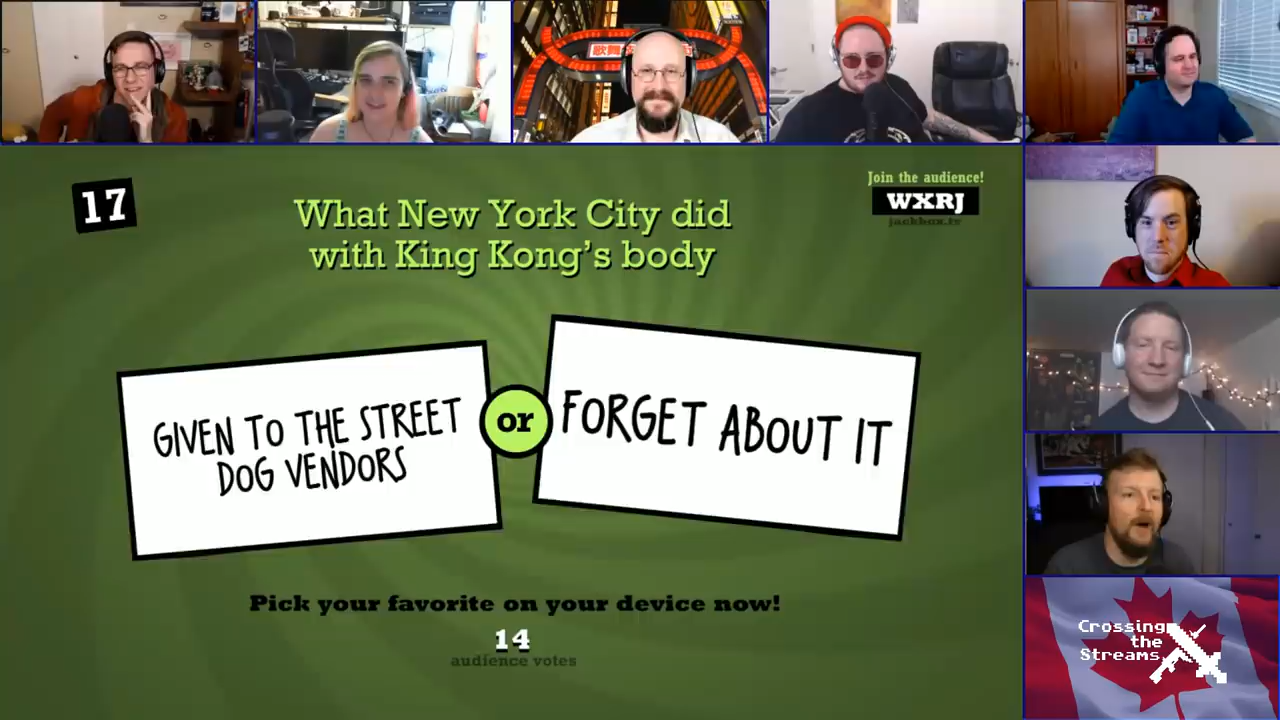 17
What New York City did
with King Kong's body
Join the audience!
WXRJ
jackbox.tv
GIVEN TO THE STREET
DOG VENDORS
or
FORGET ABOUT IT
Pick your favorite on your device now!
14
audience votes
Crossing
the
Streams